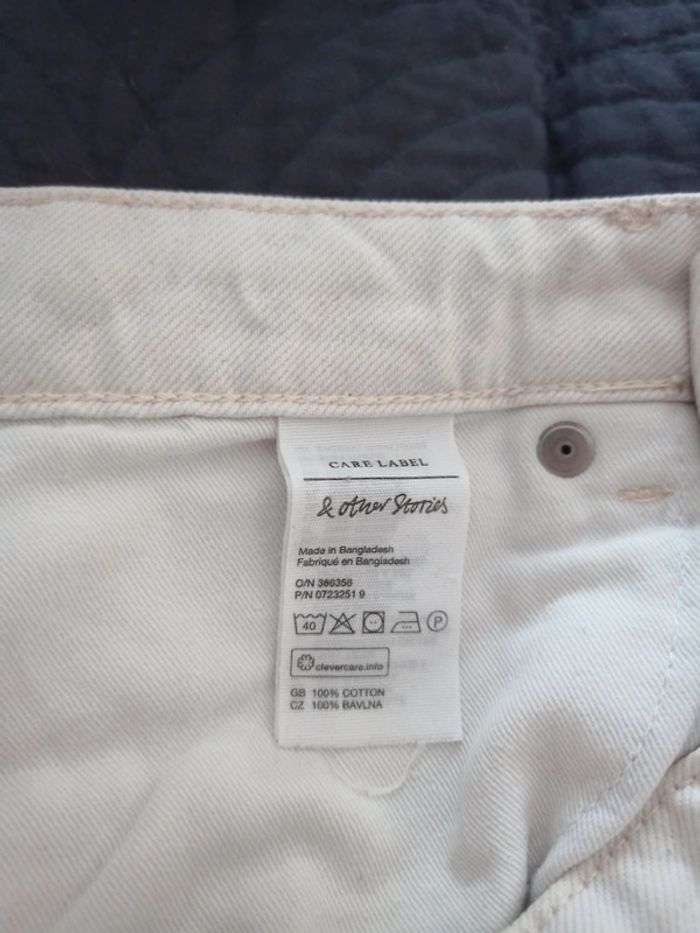 CARE LABEL
& other Stories
Made in Bangladesh
Fabriqué en Bangladesh
O/N 386358
P/N 0723251 9
40 P
clevercare.info
GB 100% COTTON
CZ 100% BAVLNA